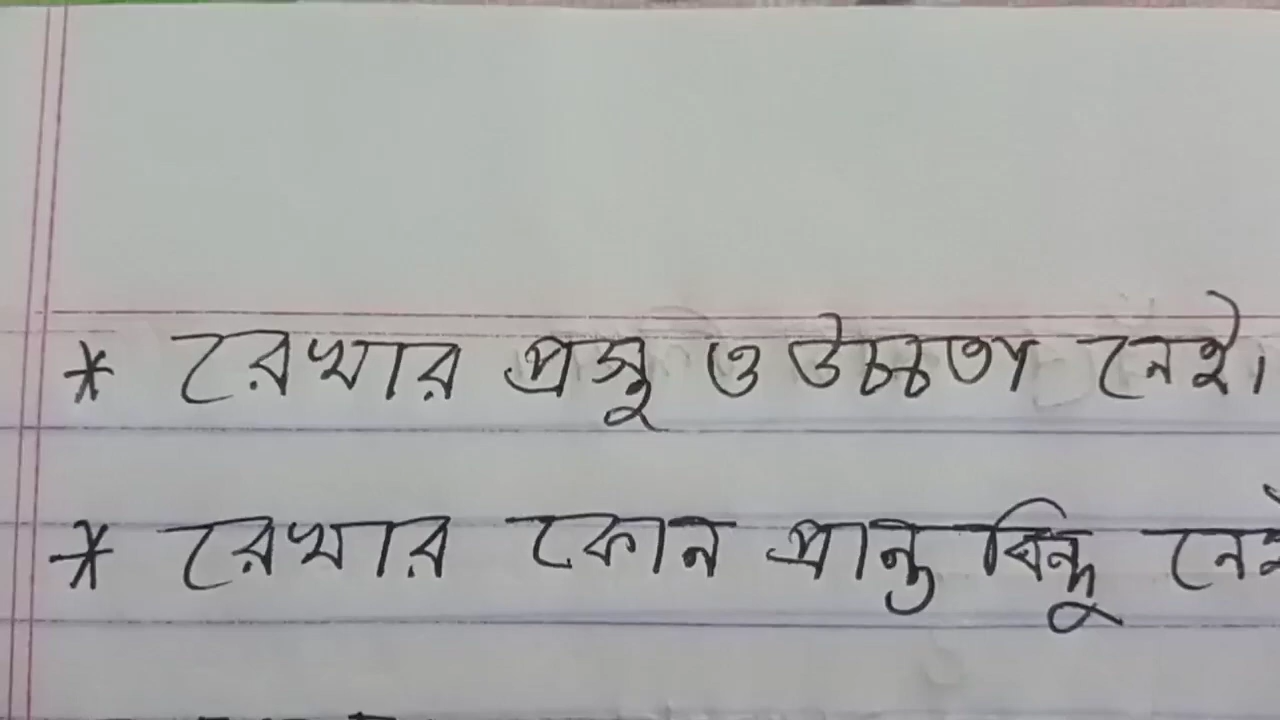 * রেখার প্রস্থ ও উচ্চতা নেই।
* রেখার কোন প্রান্ত বিন্দু নেই